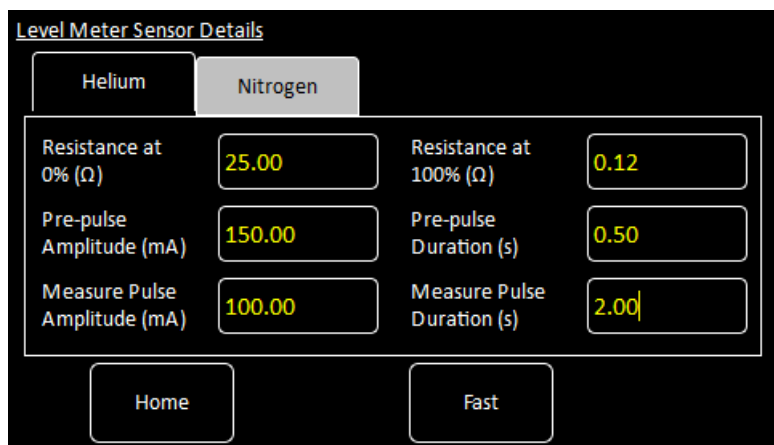 Level Meter Sensor Details
Helium
Nitrogen
Resistance at
0% (Ω)
25.00
Resistance at
100% (Ω)
0.12
Pre-pulse
Amplitude (mA)
150.00
Pre-pulse
Duration (s)
0.50
Measure Pulse
Amplitude (mA)
100.00
Measure Pulse
Duration (s)
2.00
Home
Fast